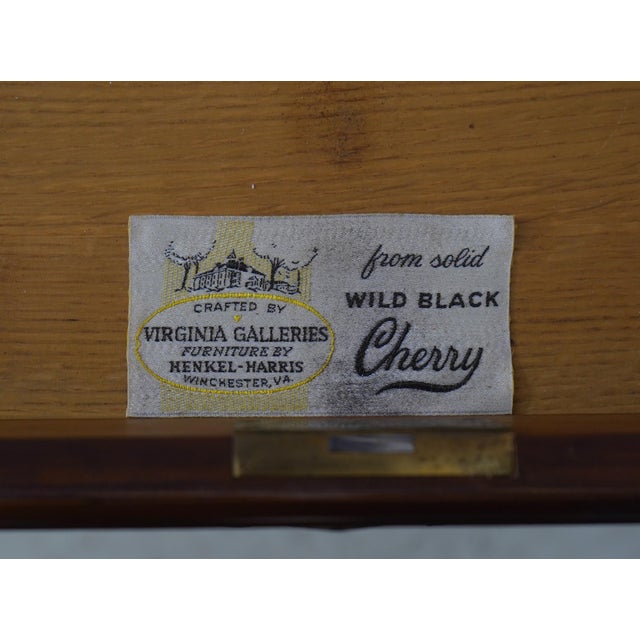 CRAFTED BY
VIRGINIA GALLERIES
FURNITURE BY
HENKEL-HARRIS
WINCHESTER, VA.
from solid
WILD BLACK
Cherry